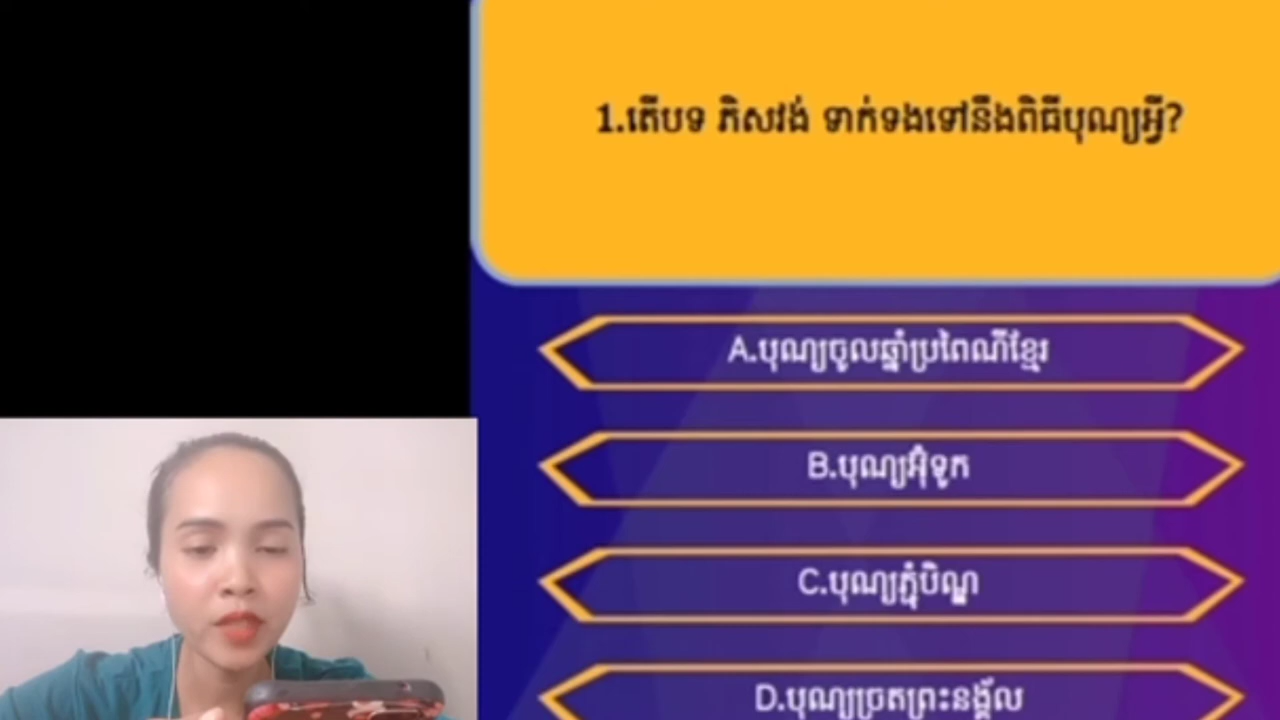 1.តើបទ ភិសវង់ ទាក់ទងទៅនឹងពិធីបុណ្យអ្វី?
A.បុណ្យចូលឆ្នាំប្រពៃណីខ្មែរ
B.បុណ្យអុំទូក
C.បុណ្យភ្ជុំបិណ្ឌ
D.បុណ្យច្រត់ព្រះនង្គ័ល